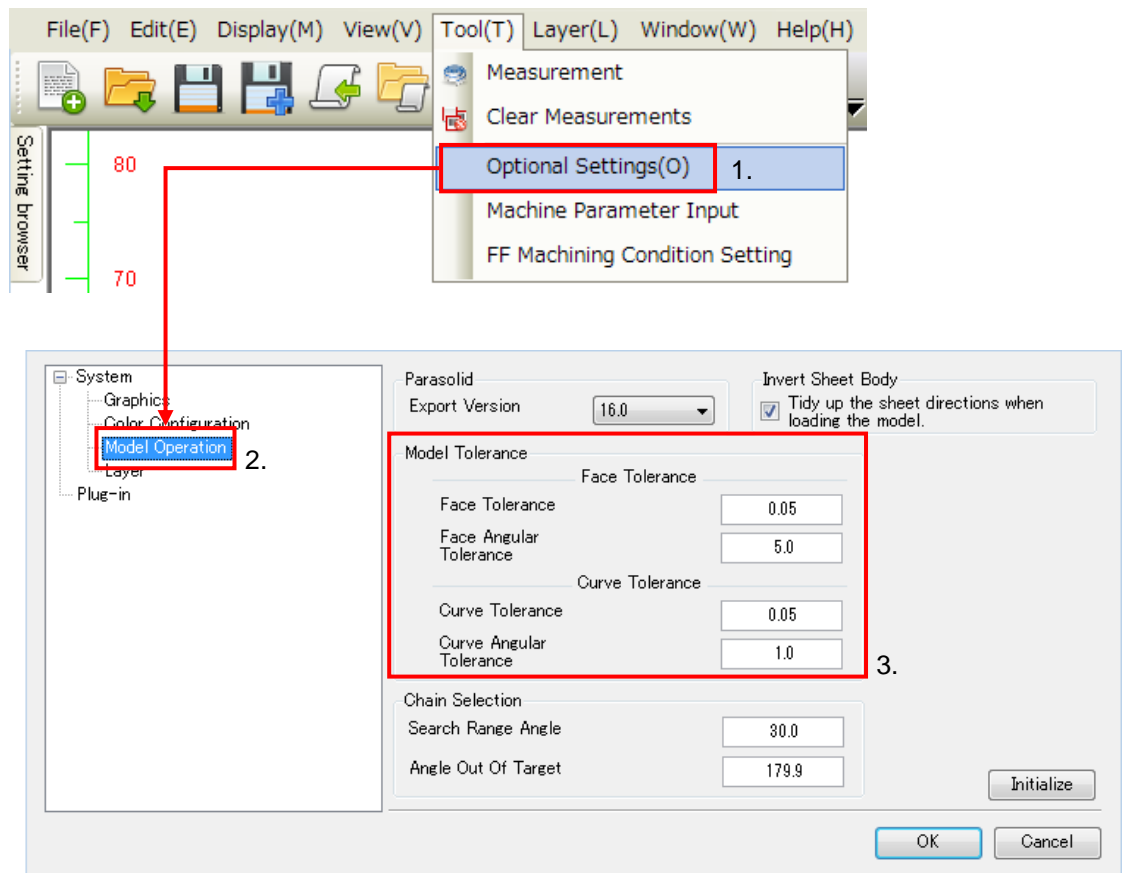 File(F) Edit(E) Display(M) View(V) Tool(T) Layer(L) Window(W) Help(H)
Measurement
Clear Measurements
Optional Settings(O) 1.
Machine Parameter Input
FF Machining Condition Setting
Setting browser
80
70
System
Graphics
Color Configuration
Model Operation 2.
Layer
Plug-in
Parasolid
Export Version 16.0
Invert Sheet Body
Tidy up the sheet directions when
loading the model.
Model Tolerance
Face Tolerance
Face Tolerance 0.05
Face Angular
Tolerance 5.0
Curve Tolerance
Curve Tolerance 0.05
Curve Angular
Tolerance 1.0
3.
Chain Selection
Search Range Angle 30.0
Angle Out Of Target 179.9
Initialize
OK Cancel